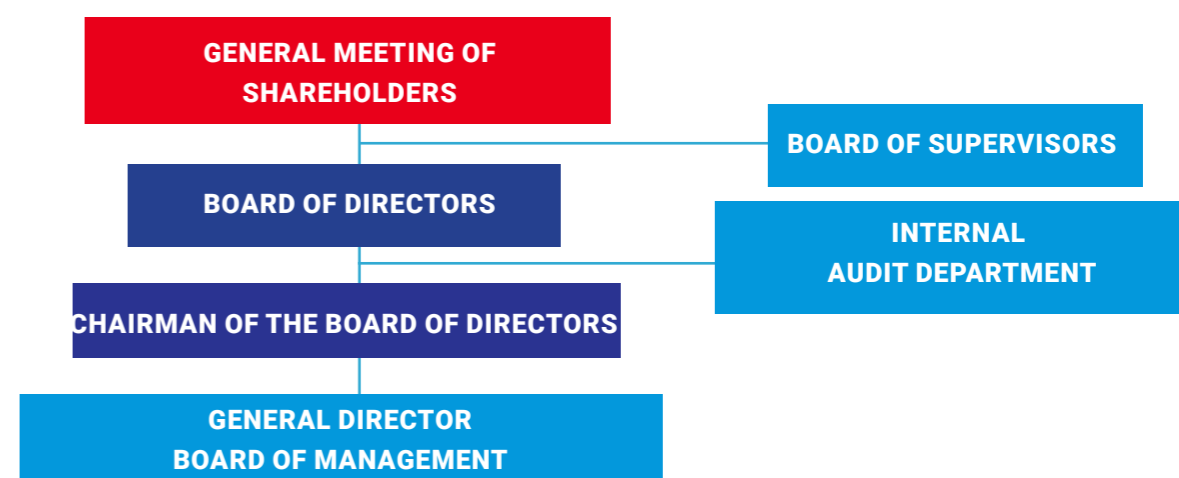 GENERAL MEETING OF
SHAREHOLDERS
BOARD OF SUPERVISORS
BOARD OF DIRECTORS
INTERNAL
AUDIT DEPARTMENT
CHAIRMAN OF THE BOARD OF DIRECTORS
GENERAL DIRECTOR
BOARD OF MANAGEMENT